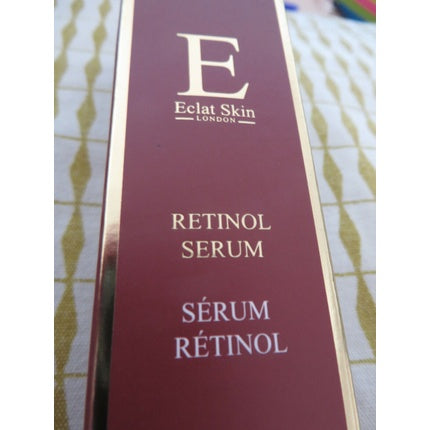 E
Eclat Skin
LONDON
RETINOL
SERUM
SÉRUM
RÉTINOL